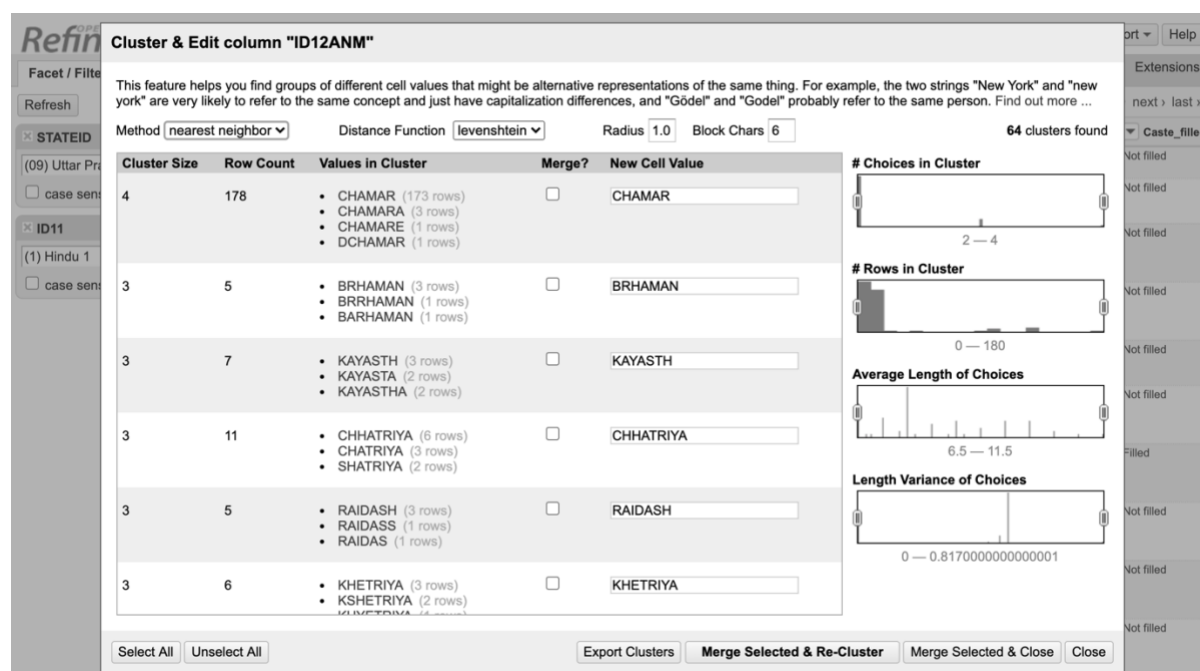 OPE
Refin
Cluster & Edit column "ID12ANM"
ort
Help
Facet / Filte
Extensions
Refresh
This feature helps you find groups of different cell values that might be alternative representations of the same thing. For example, the two strings "New York" and "new
york" are very likely to refer to the same concept and just have capitalization differences, and "Gödel" and "Godel" probably refer to the same person. Find out more ...
next › last ›
Method nearest neighbor Distance Function levenshtein Radius 1.0 Block Chars 6 64 clusters found
STATEID
Caste_fille
(09) Uttar Pra
case sens
ID11
(1) Hindu 1
case sens
Cluster Size Row Count Values in Cluster Merge? New Cell Value
4 178 • CHAMAR (173 rows) CHAMAR
• CHAMARA (3 rows)
• CHAMARE (1 rows)
• DCHAMAR (1 rows)
3 5 • BRHAMAN (3 rows) BRHAMAN
• BRRHAMAN (1 rows)
• BARHAMAN (1 rows)
3 7 • KAYASTH (3 rows) KAYASTH
• KAYASTA (2 rows)
• KAYASTHA (2 rows)
3 11 • CHHATRIYA (6 rows) CHHATRIYA
• CHATRIYA (3 rows)
• SHATRIYA (2 rows)
3 5 • RAIDASH (3 rows) RAIDASH
• RAIDASS (1 rows)
• RAIDAS (1 rows)
3 6 • KHETRIYA (3 rows) KHETRIYA
• KSHETRIYA (2 rows)
# Choices in Cluster
2 — 4
# Rows in Cluster
0 — 180
Average Length of Choices
6.5 — 11.5
Length Variance of Choices
0 — 0.8170000000000001
Not filled
Not filled
Not filled
Not filled
Not filled
Not filled
Filled
Not filled
Not filled
Not filled
Select All Unselect All Export Clusters Merge Selected & Re-Cluster Merge Selected & Close Close